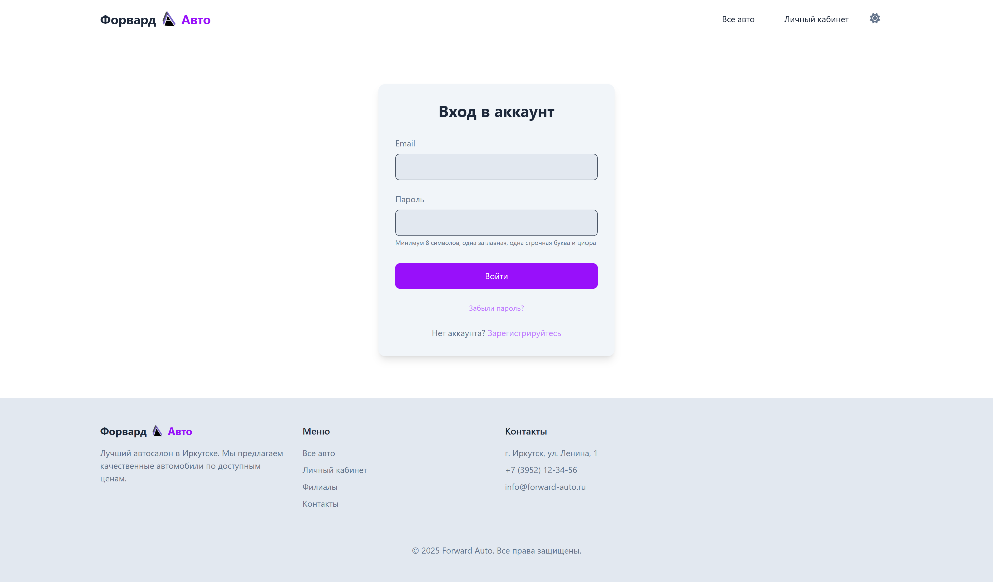 Форвард Авто
Все авто
Личный кабинет
Вход в аккаунт
Email
Пароль
Минимум 8 символов, одна заглавная, одна строчная буква и цифра
Войти
Забыли пароль?
Нет аккаунта? Зарегистрируйтесь
Форвард Авто
Лучший автосалон в Иркутске. Мы предлагаем
качественные автомобили по доступным
ценам.
Меню
Все авто
Личный кабинет
Филиалы
Контакты
Контакты
г. Иркутск, ул. Ленина, 1
+7 (3952) 12-34-56
info@forward-auto.ru
© 2025 Forward Auto. Все права защищены.